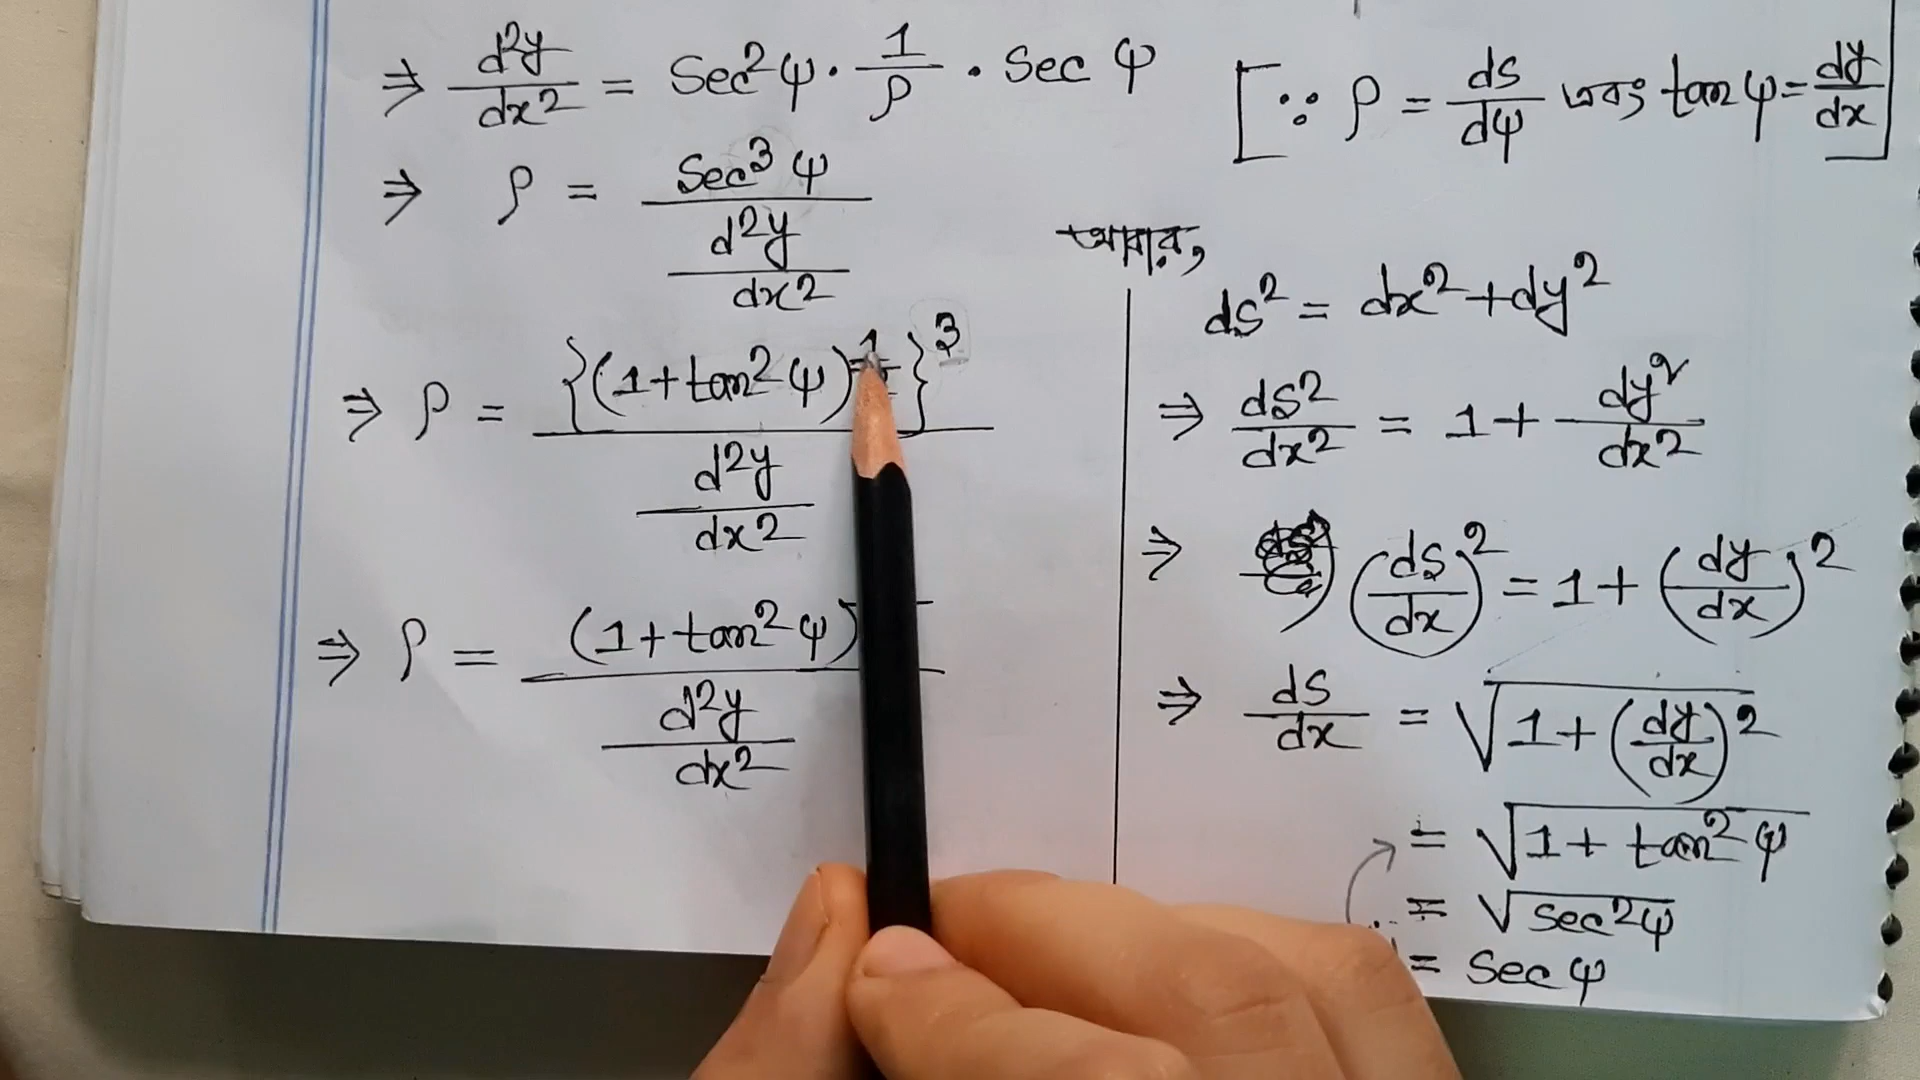 ⇒ d²y/dx² = Sec²ψ · 1/ρ · Sec ψ [∵ ρ = ds/dψ এবং tanψ = dy/dx]
⇒ ρ = Sec³ψ / (d²y/dx²)
⇒ ρ = {(1+tan²ψ)^1/ }³ / (d²y/dx²)
⇒ ρ = (1+tan²ψ) / (d²y/dx²)
আবার,
ds² = dx² + dy²
⇒ ds²/dx² = 1 + dy²/dx²
⇒ (ds/dx)² = 1 + (dy/dx)²
⇒ ds/dx = √(1 + (dy/dx)²)
= √(1 + tan²ψ)
= √(sec²ψ)
= Sec ψ